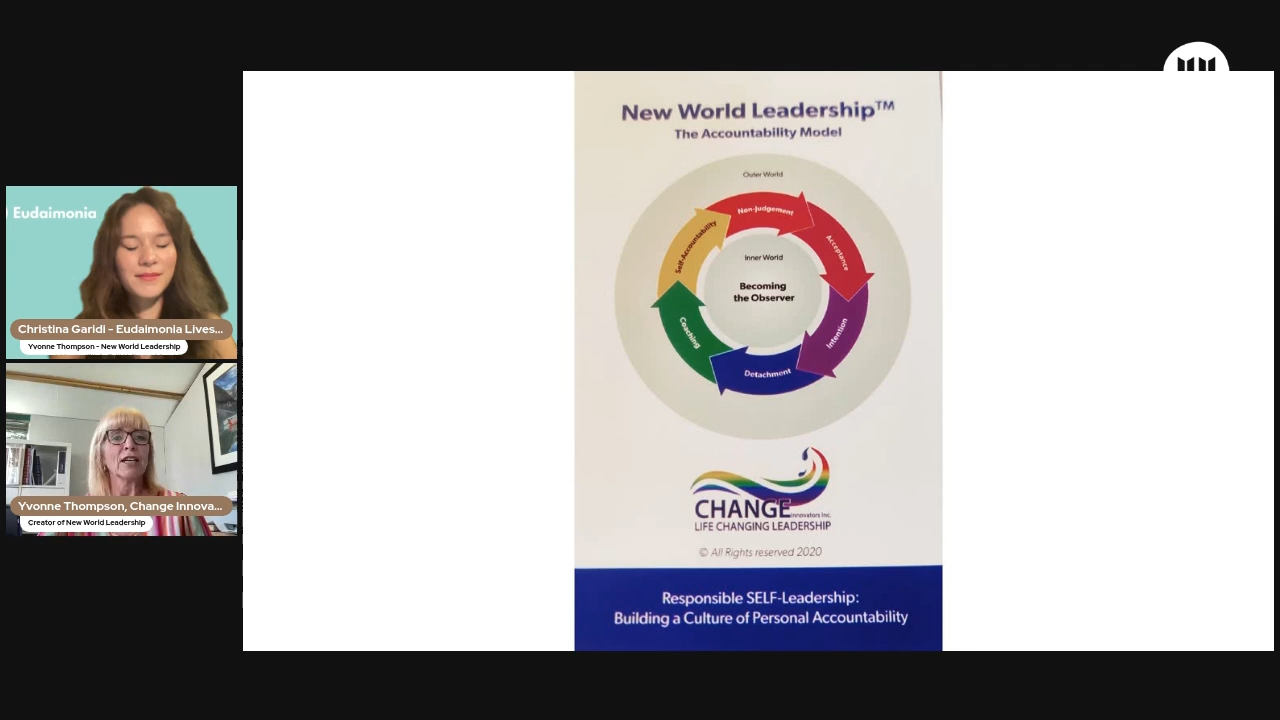 Eudaimonia
Christina Garidi - Eudaimonia Lives...
Yvonne Thompson - New World Leadership
Yvonne Thompson, Change Innova...
Creator of New World Leadership
New World Leadership™
The Accountability Model
Outer World
Non-Judgement
Self-Accountability
Acceptance
Inner World
Becoming
the Observer
Coaching
Intention
Detachment
CHANGE Innovators Inc.
LIFE CHANGING LEADERSHIP
© All Rights reserved 2020
Responsible SELF-Leadership:
Building a Culture of Personal Accountability